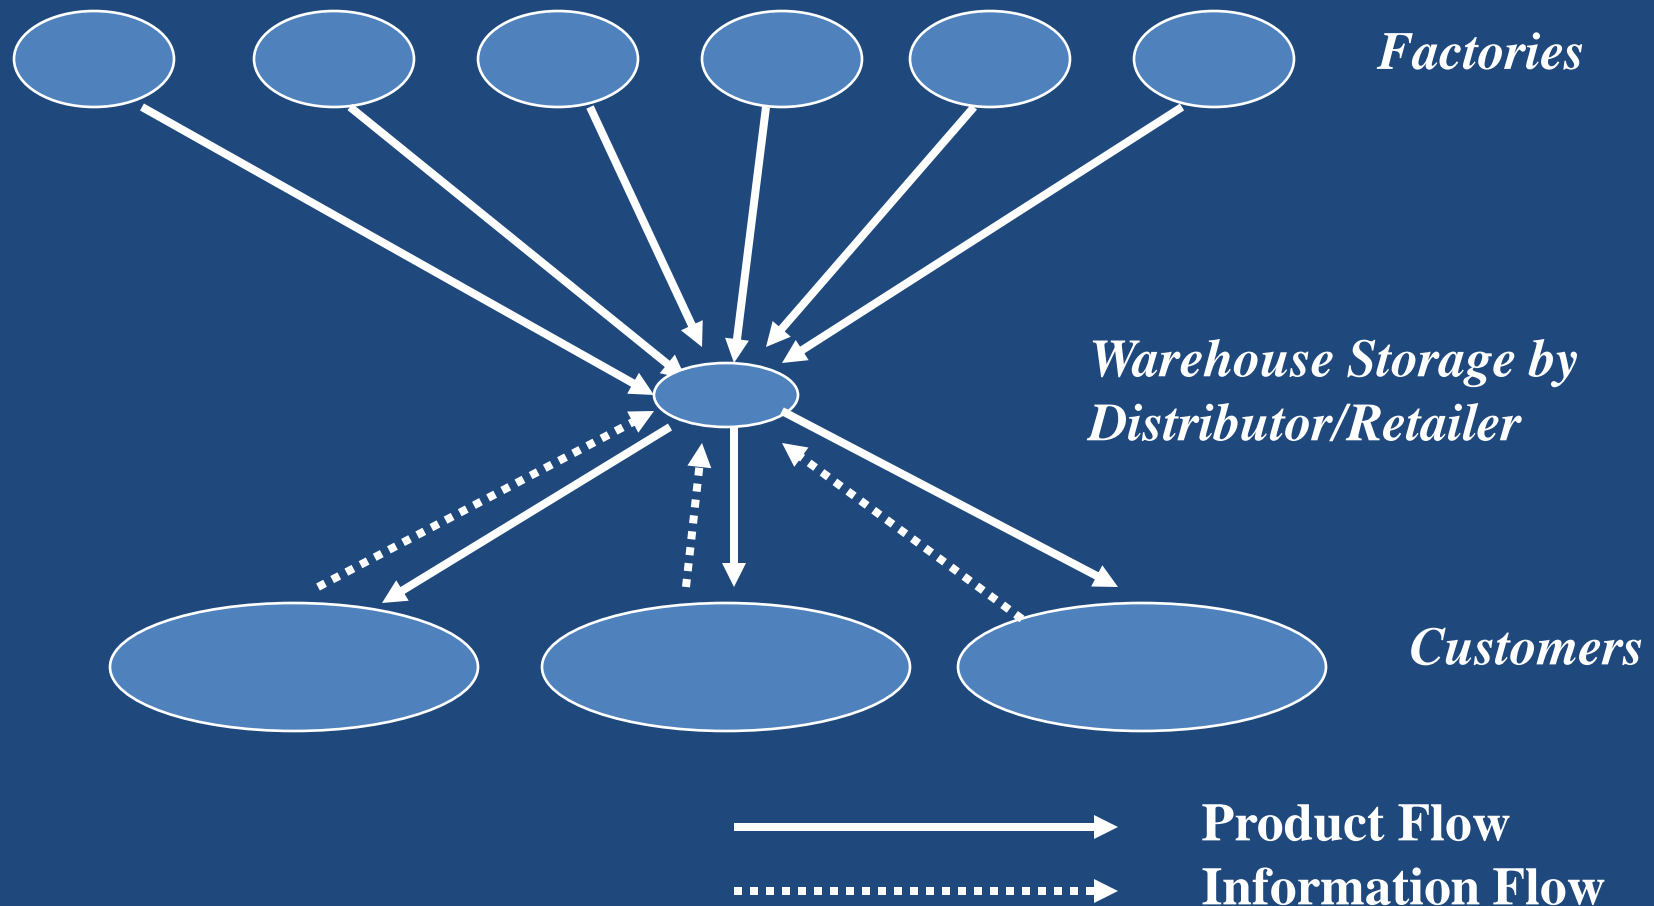 Factories
Warehouse Storage by
Distributor/Retailer
Customers
Product Flow
Information Flow